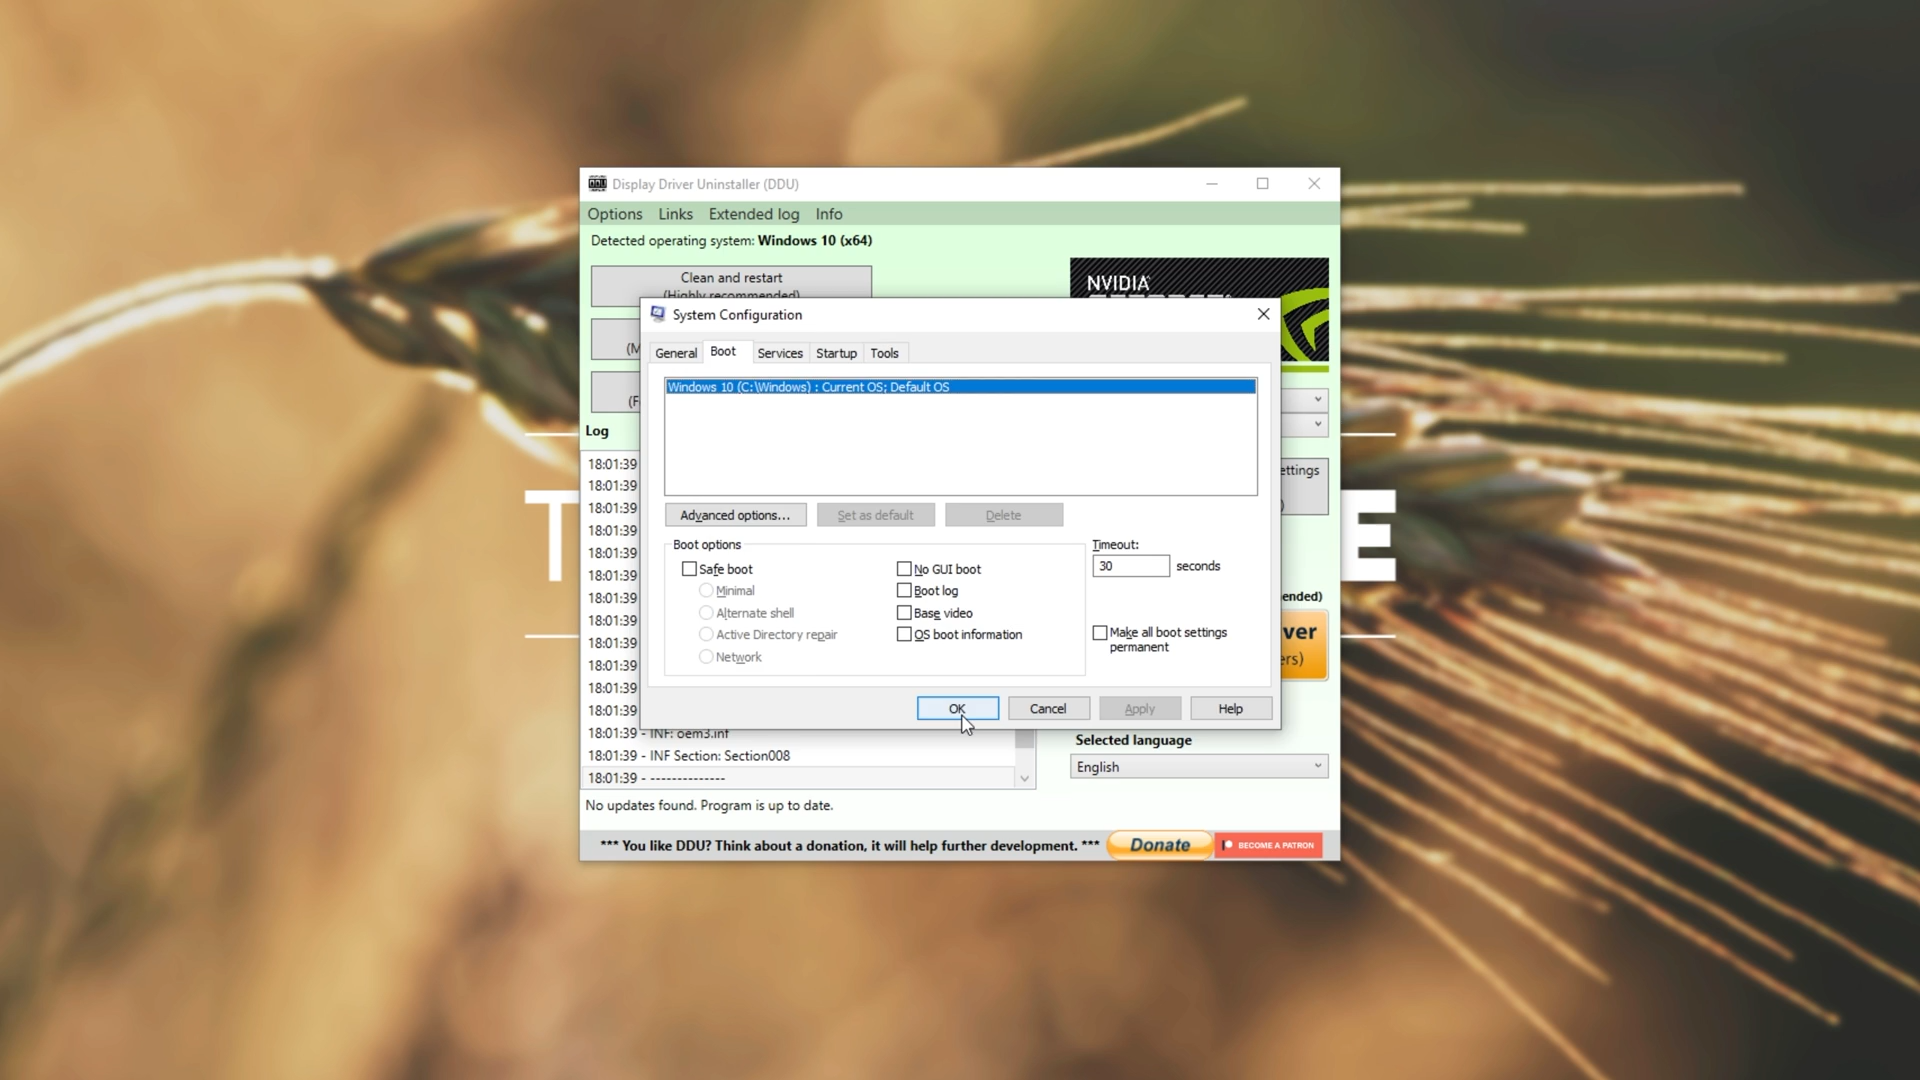 Display Driver Uninstaller (DDU)
Options Links Extended log Info
Detected operating system: Windows 10 (x64)
Clean and restart
(Highly recommended)
NVIDIA
System Configuration
(M
General Boot Services Startup Tools
Windows 10 (C:\Windows) : Current OS; Default OS
(F
Log
18:01:39
ettings
18:01:39
18:01:39
)
Advanced options... Set as default Delete
18:01:39
T
E
Boot options
Timeout:
18:01:39
30 seconds
Safe boot
No GUI boot
18:01:39
Minimal
Boot log
18:01:39
ended)
Alternate shell
Base video
18:01:39
Active Directory repair
OS boot information
Make all boot settings
permanent
ver
18:01:39
Network
ers)
18:01:39
18:01:39
18:01:39
OK Cancel Apply Help
18:01:39 - INF: oem3.inf
Selected language
18:01:39 - INF Section: Section008
English
18:01:39 - --------------
No updates found. Program is up to date.
*** You like DDU? Think about a donation, it will help further development. *** Donate BECOME A PATRON